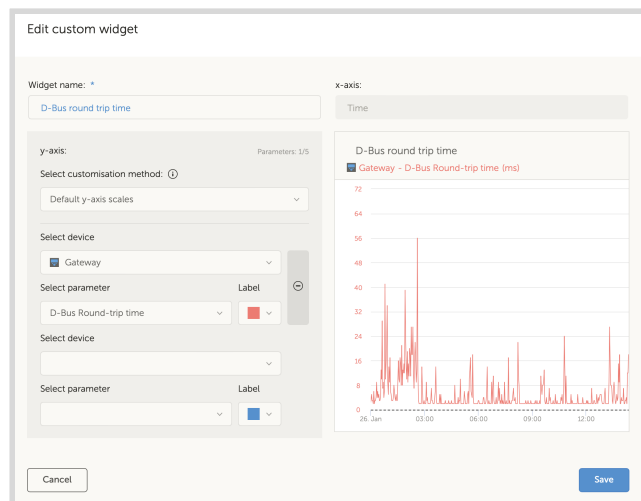 Edit custom widget
Widget name: *
D-Bus round trip time
x-axis:
Time
y-axis:
Parameters: 1/5
Select customisation method:
Default y-axis scales
Select device
Gateway
Select parameter
Label
D-Bus Round-trip time
Select device
Select parameter
Label
D-Bus round trip time
Gateway - D-Bus Round-trip time (ms)
72
64
56
48
40
32
24
16
8
0
26. Jan
03:00
06:00
09:00
12:00
Cancel
Save